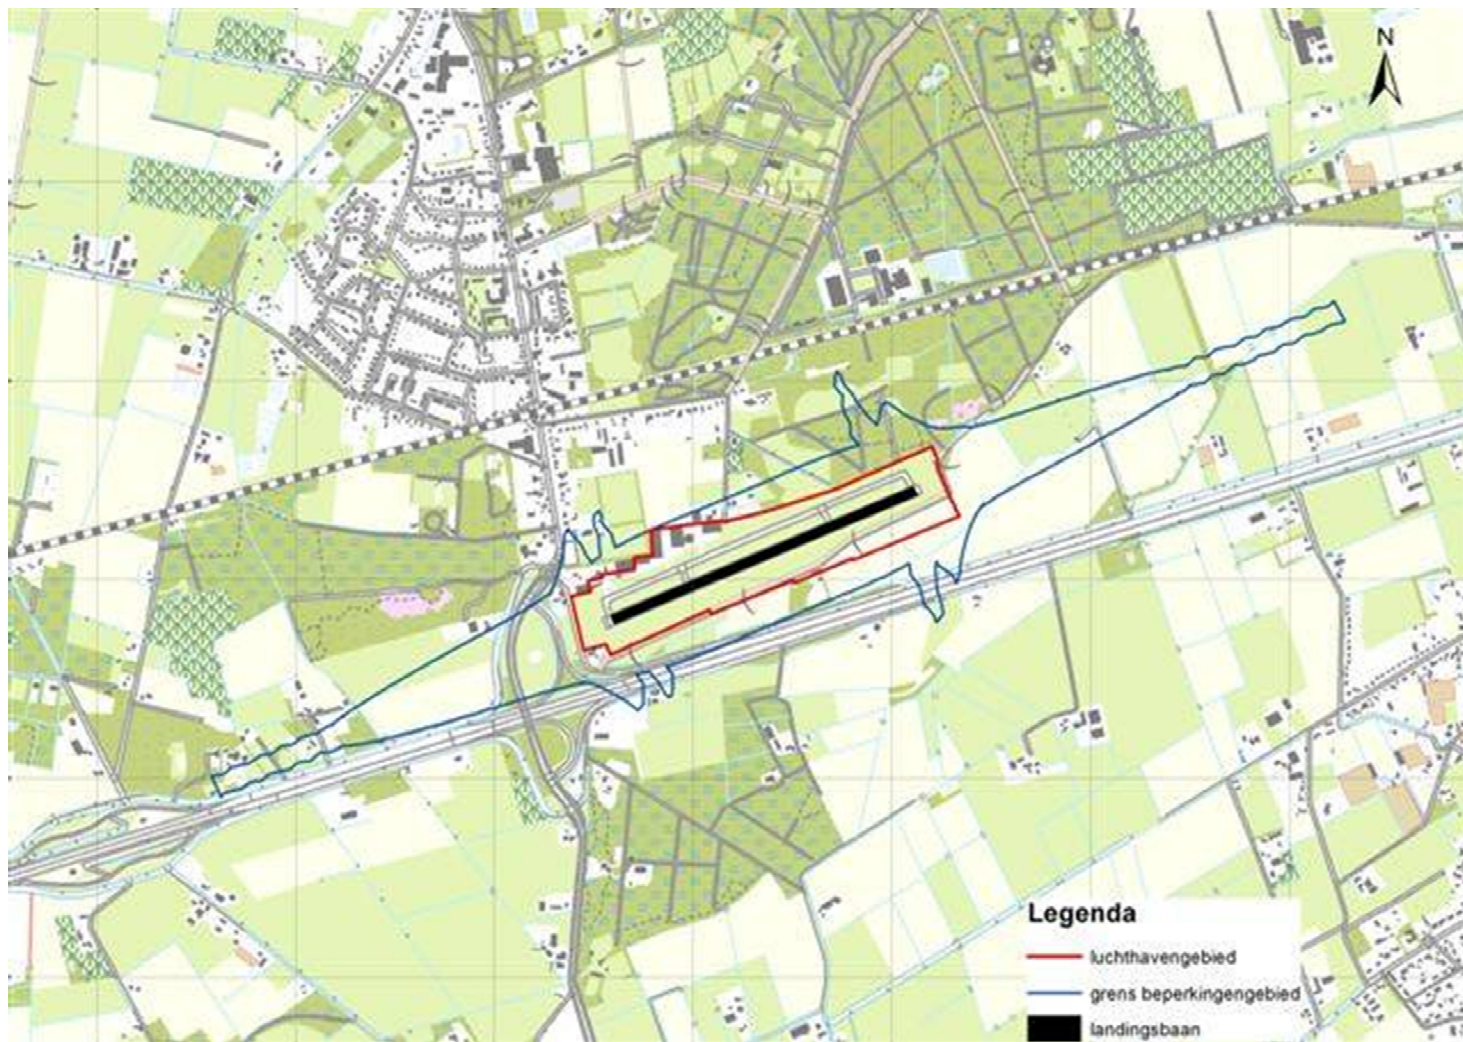 N
Legenda
luchthavengebied
grens beperkingengebied
landingsbaan